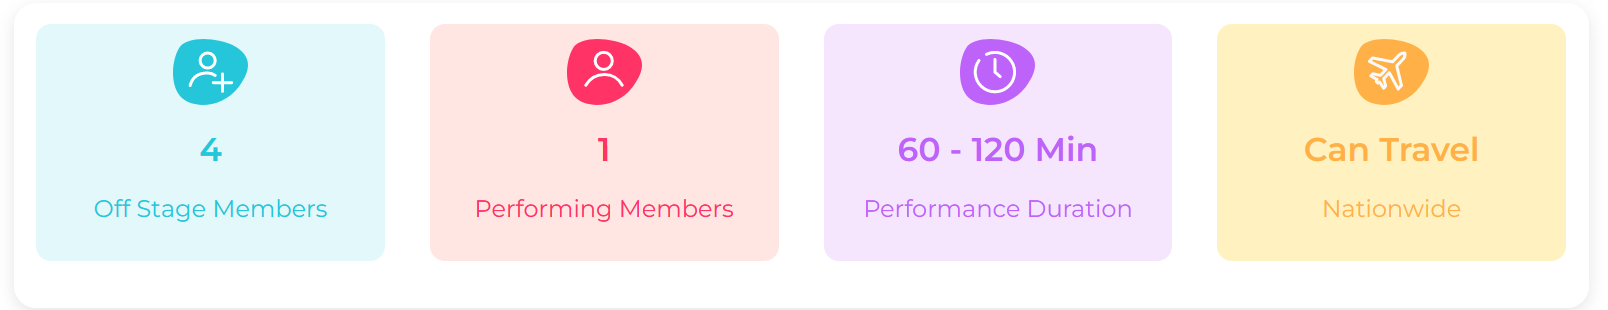 4
Off Stage Members
1
Performing Members
60 - 120 Min
Performance Duration
Can Travel
Nationwide